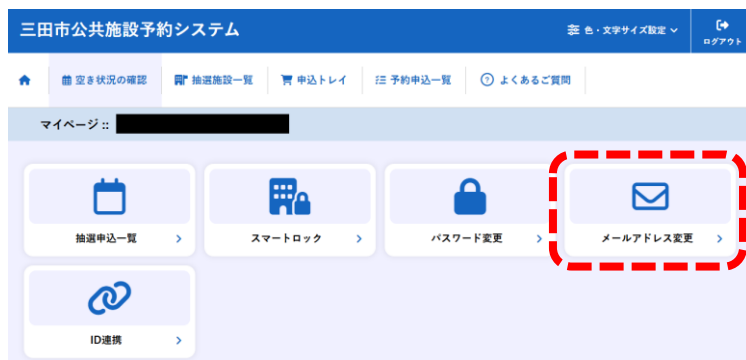 三田市公共施設予約システム 色・文字サイズ設定 ログアウト
空き状況の確認 抽選施設一覧 申込トレイ 予約申込一覧 よくあるご質問
マイページ ::
抽選申込一覧 スマートロック パスワード変更 メールアドレス変更
ID連携